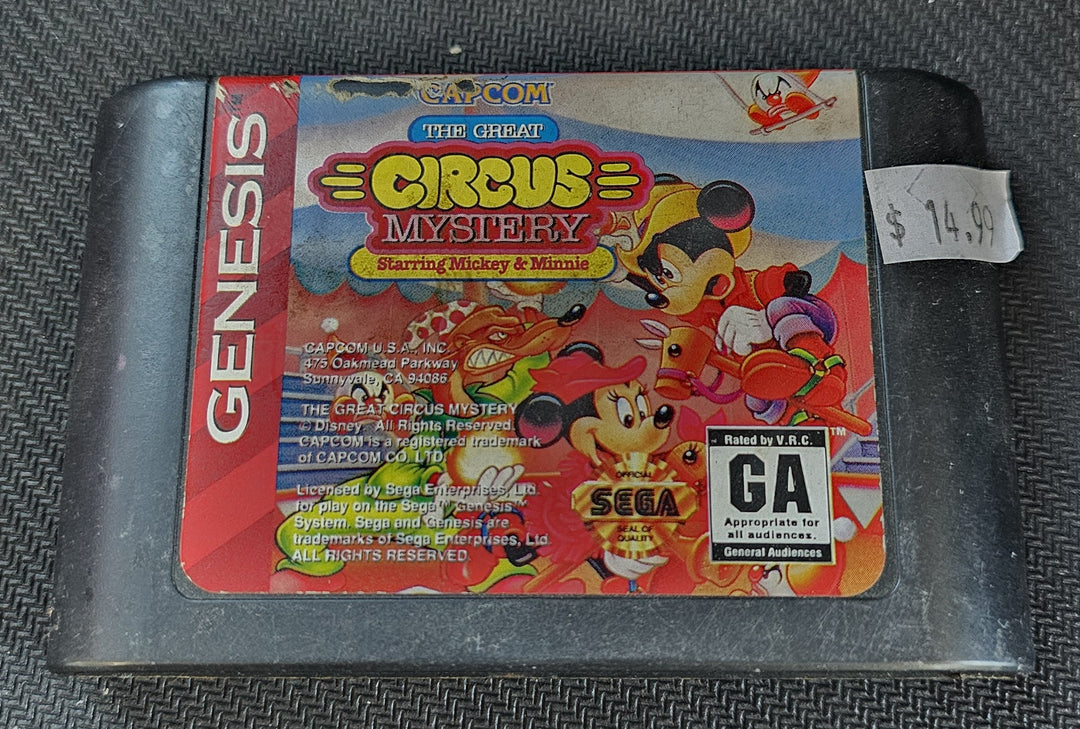 GENESIS™
CAPCOM
THE GREAT
CIRCUS
MYSTERY
Starring Mickey & Minnie
$ 14.99
CAPCOM U.S.A., INC.
475 Oakmead Parkway
Sunnyvale, CA 94086
THE GREAT CIRCUS MYSTERY
© Disney. All Rights Reserved.
CAPCOM is a registered trademark
of CAPCOM CO. LTD.
Licensed by Sega Enterprises, Ltd.
for play on the Sega™ Genesis™
System. Sega and Genesis are
trademarks of Sega Enterprises, Ltd.
ALL RIGHTS RESERVED.
OFFICIAL
SEGA
SEAL OF
QUALITY
TM
Rated by V.R.C.
GA
Appropriate for
all audiences.
General Audiences